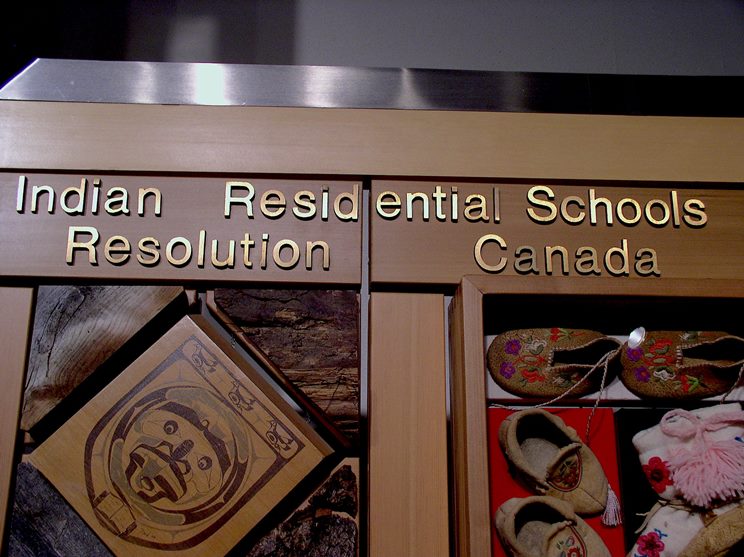 Indian Residential Schools
Resolution Canada